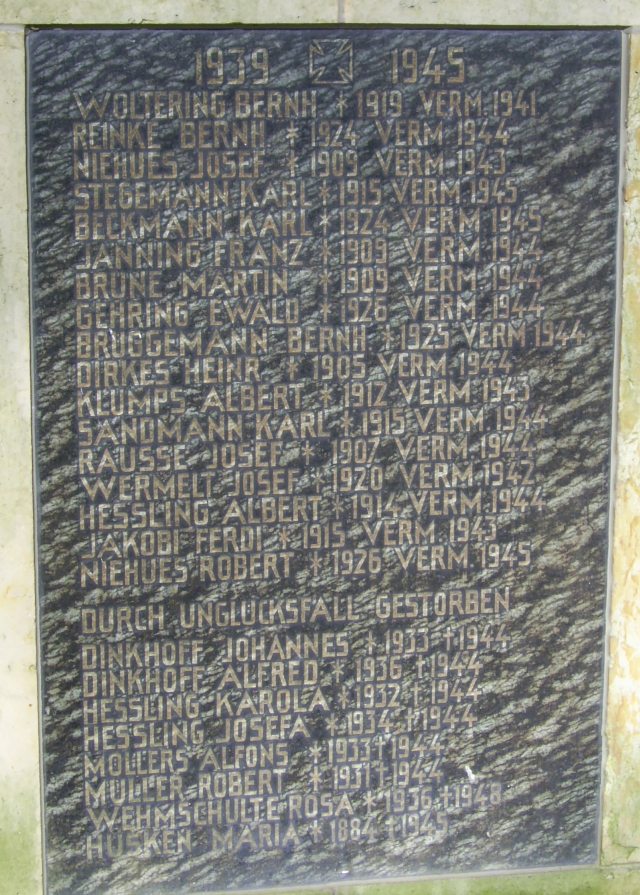 1939 1945
WOLTERING BERNH * 1919 VERM. 1941
REINKE BERNH * 1924 VERM 1944
NIEHUES JOSEF * 1909 VERM. 1943
STEGEMANN KARL * 1915 VERM. 1945
BECKMANN KARL * 1924 VERM. 1945
JANNING FRANZ * 1909 VERM. 1944
BRÜNE MARTIN * 1909 VERM. 1944
GEHRING EWALD * 1926 VERM. 1944
BRÜGGEMANN BERNH * 1925 VERM. 1944
DIRKES HEINR * 1905 VERM. 1944
KLUMPS ALBERT * 1912 VERM. 1943
SANDMANN KARL * 1915 VERM. 1944
RAUSSE JOSEF * 1907 VERM. 1944
WERMELT JOSEF * 1920 VERM. 1942
HESSLING ALBERT * 1914 VERM. 1944
JAKOBI FERDI * 1915 VERM. 1943
NIEHUES ROBERT * 1926 VERM. 1945
DURCH UNGLÜCKSFALL GESTORBEN
DINKHOFF JOHANNES * 1933 † 1944
DINKHOFF ALFRED * 1936 † 1944
HESSLING KAROLA * 1932 † 1944
HESSLING JOSEFA * 1934 † 1944
MÖLLERS ALFONS * 1933 † 1944
MÜLLER ROBERT * 1931 † 1944
WEHMSCHULTE ROSA * 1936 † 1948
HÜSKEN MARIA * 1884 † 1945